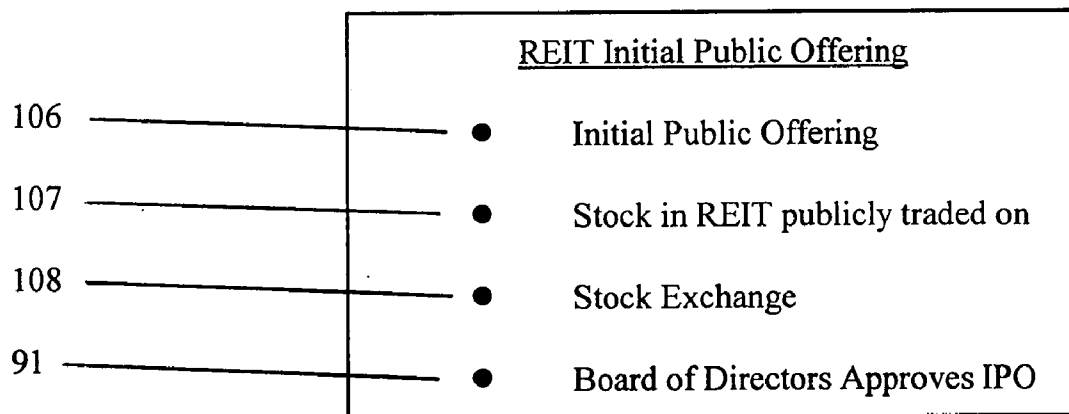 REIT Initial Public Offering
106 ● Initial Public Offering
107 ● Stock in REIT publicly traded on
108 ● Stock Exchange
91 ● Board of Directors Approves IPO